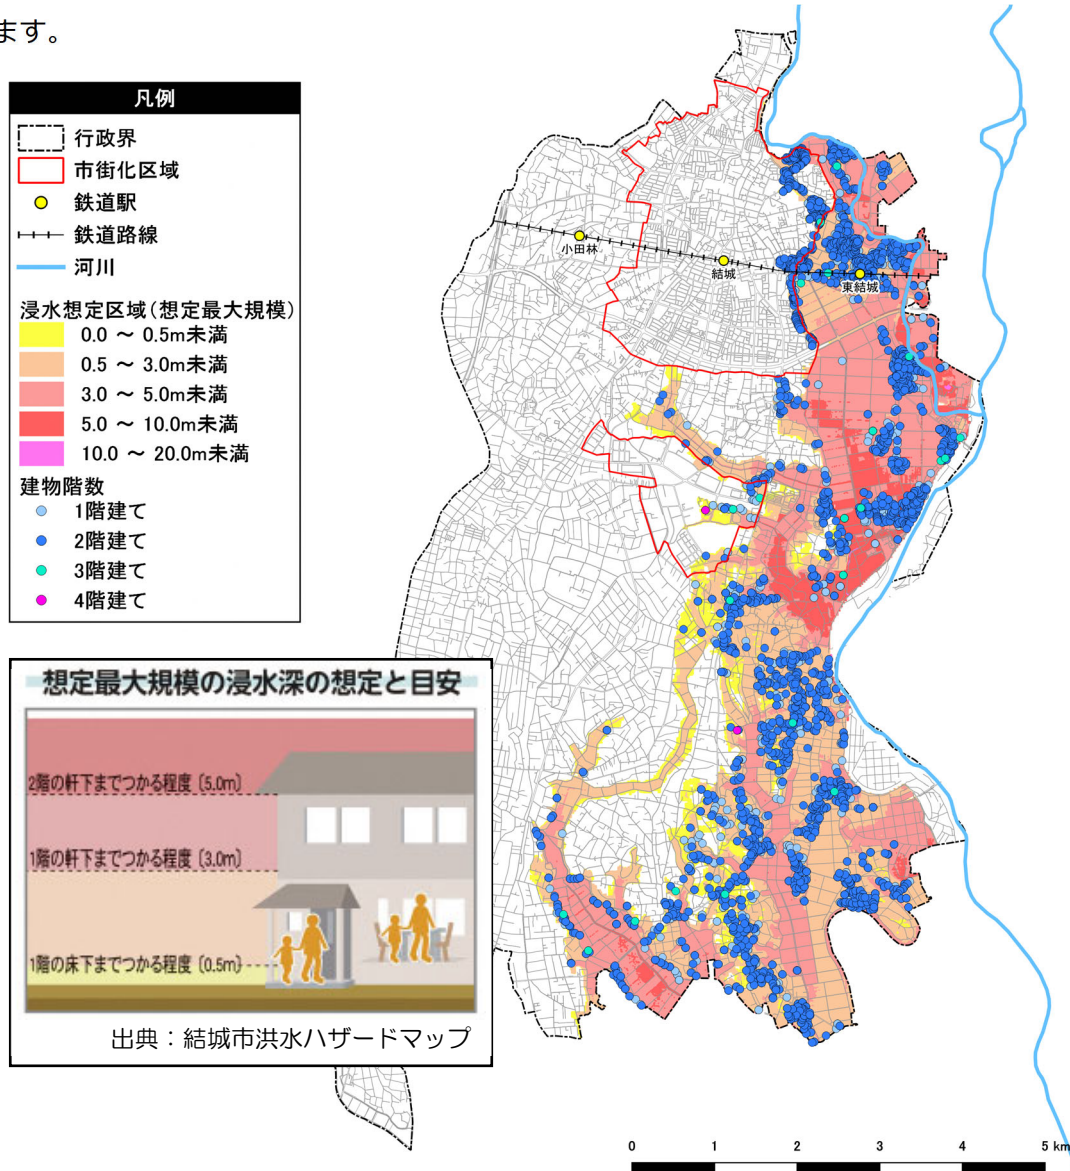 ます。
凡例
行政界
市街化区域
鉄道駅
鉄道路線
河川
浸水想定区域(想定最大規模)
0.0 ~ 0.5m未満
0.5 ~ 3.0m未満
3.0 ~ 5.0m未満
5.0 ~ 10.0m未満
10.0 ~ 20.0m未満
建物階数
1階建て
2階建て
3階建て
4階建て
小田林
結城
東結城
想定最大規模の浸水深の想定と目安
2階の軒下までつかる程度〔5.0m〕
1階の軒下までつかる程度〔3.0m〕
1階の床下までつかる程度〔0.5m〕
出典：結城市洪水ハザードマップ
0 1 2 3 4 5 km